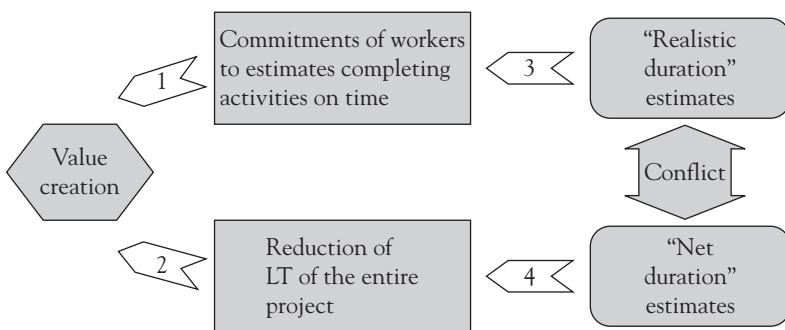 Commitments of workers
to estimates completing
activities on time
"Realistic
duration"
estimates
1
3
Value
creation
Conflict
2
Reduction of
LT of the entire
project
4
"Net
duration"
estimates